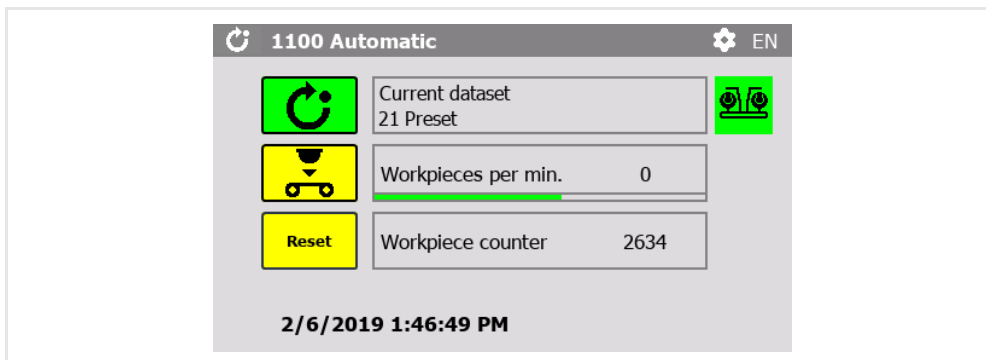 1100 Automatic EN
Current dataset
21 Preset
Workpieces per min. 0
Reset Workpiece counter 2634
2/6/2019 1:46:49 PM